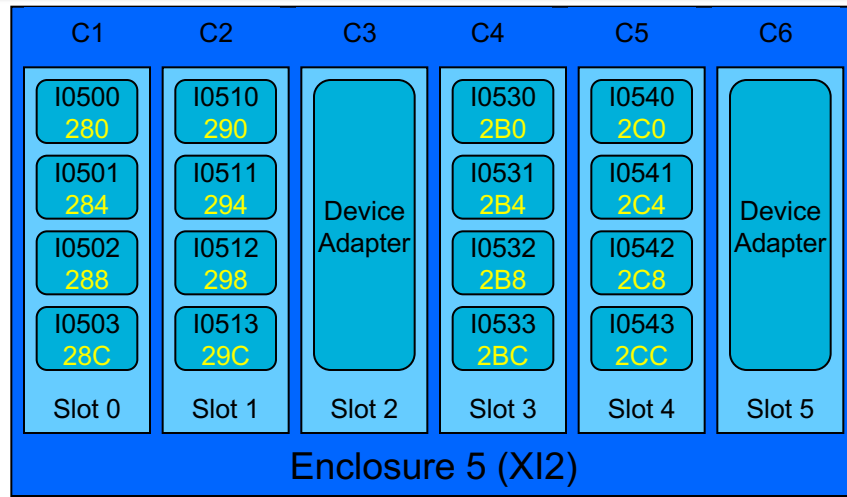 C1 C2 C3 C4 C5 C6
I0500
280
I0501
284
I0502
288
I0503
28C
Slot 0
I0510
290
I0511
294
I0512
298
I0513
29C
Slot 1
Device
Adapter
Slot 2
I0530
2B0
I0531
2B4
I0532
2B8
I0533
2BC
Slot 3
I0540
2C0
I0541
2C4
I0542
2C8
I0543
2CC
Slot 4
Device
Adapter
Slot 5
Enclosure 5 (XI2)